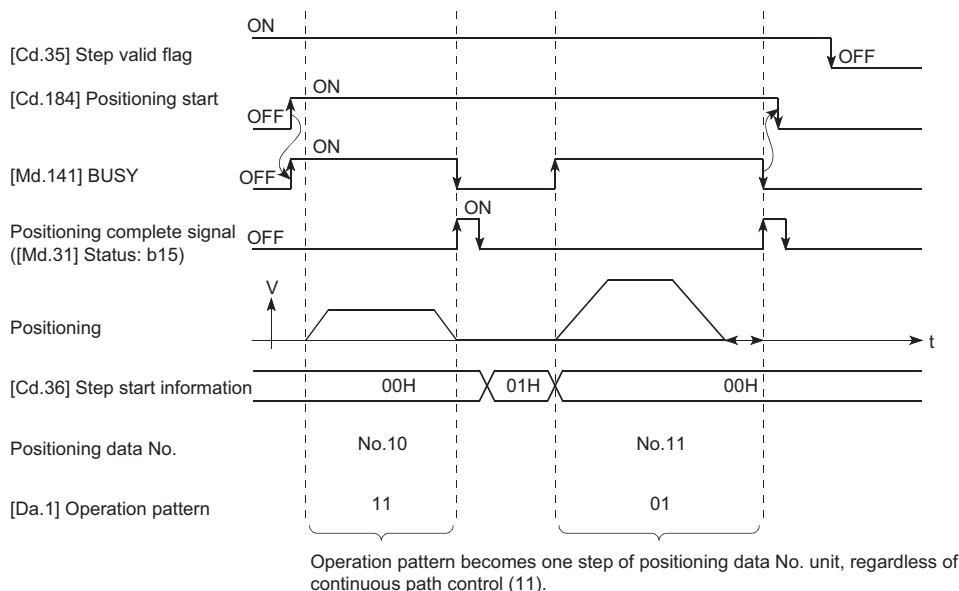 ON
[Cd.35] Step valid flag
OFF
[Cd.184] Positioning start
ON
OFF
ON
[Md.141] BUSY
OFF
ON
Positioning complete signal
([Md.31] Status: b15)
OFF
V
Positioning
t
[Cd.36] Step start information 00H 01H 00H
Positioning data No. No.10 No.11
[Da.1] Operation pattern 11 01
Operation pattern becomes one step of positioning data No. unit, regardless of
continuous path control (11).